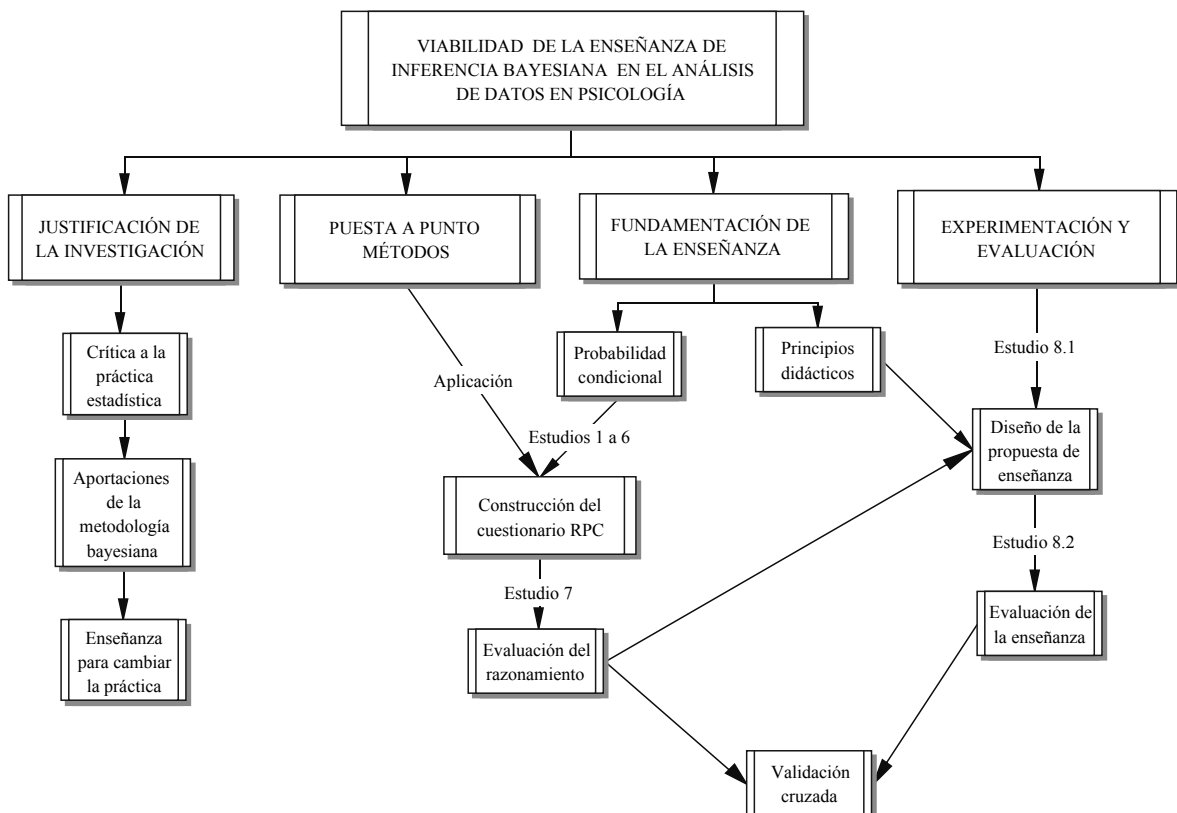 VIABILIDAD DE LA ENSEÑANZA DE
INFERENCIA BAYESIANA EN EL ANÁLISIS
DE DATOS EN PSICOLOGÍA
JUSTIFICACIÓN DE
LA INVESTIGACIÓN
PUESTA A PUNTO
MÉTODOS
FUNDAMENTACIÓN DE
LA ENSEÑANZA
EXPERIMENTACIÓN Y
EVALUACIÓN
Crítica a la
práctica
estadística
Aplicación
Probabilidad
condicional
Principios
didácticos
Estudio 8.1
Estudios 1 a 6
Diseño de la
propuesta de
enseñanza
Aportaciones
de la
metodología
bayesiana
Construcción del
cuestionario RPC
Estudio 8.2
Estudio 7
Enseñanza
para cambiar
la práctica
Evaluación del
razonamiento
Evaluación de
la enseñanza
Validación
cruzada